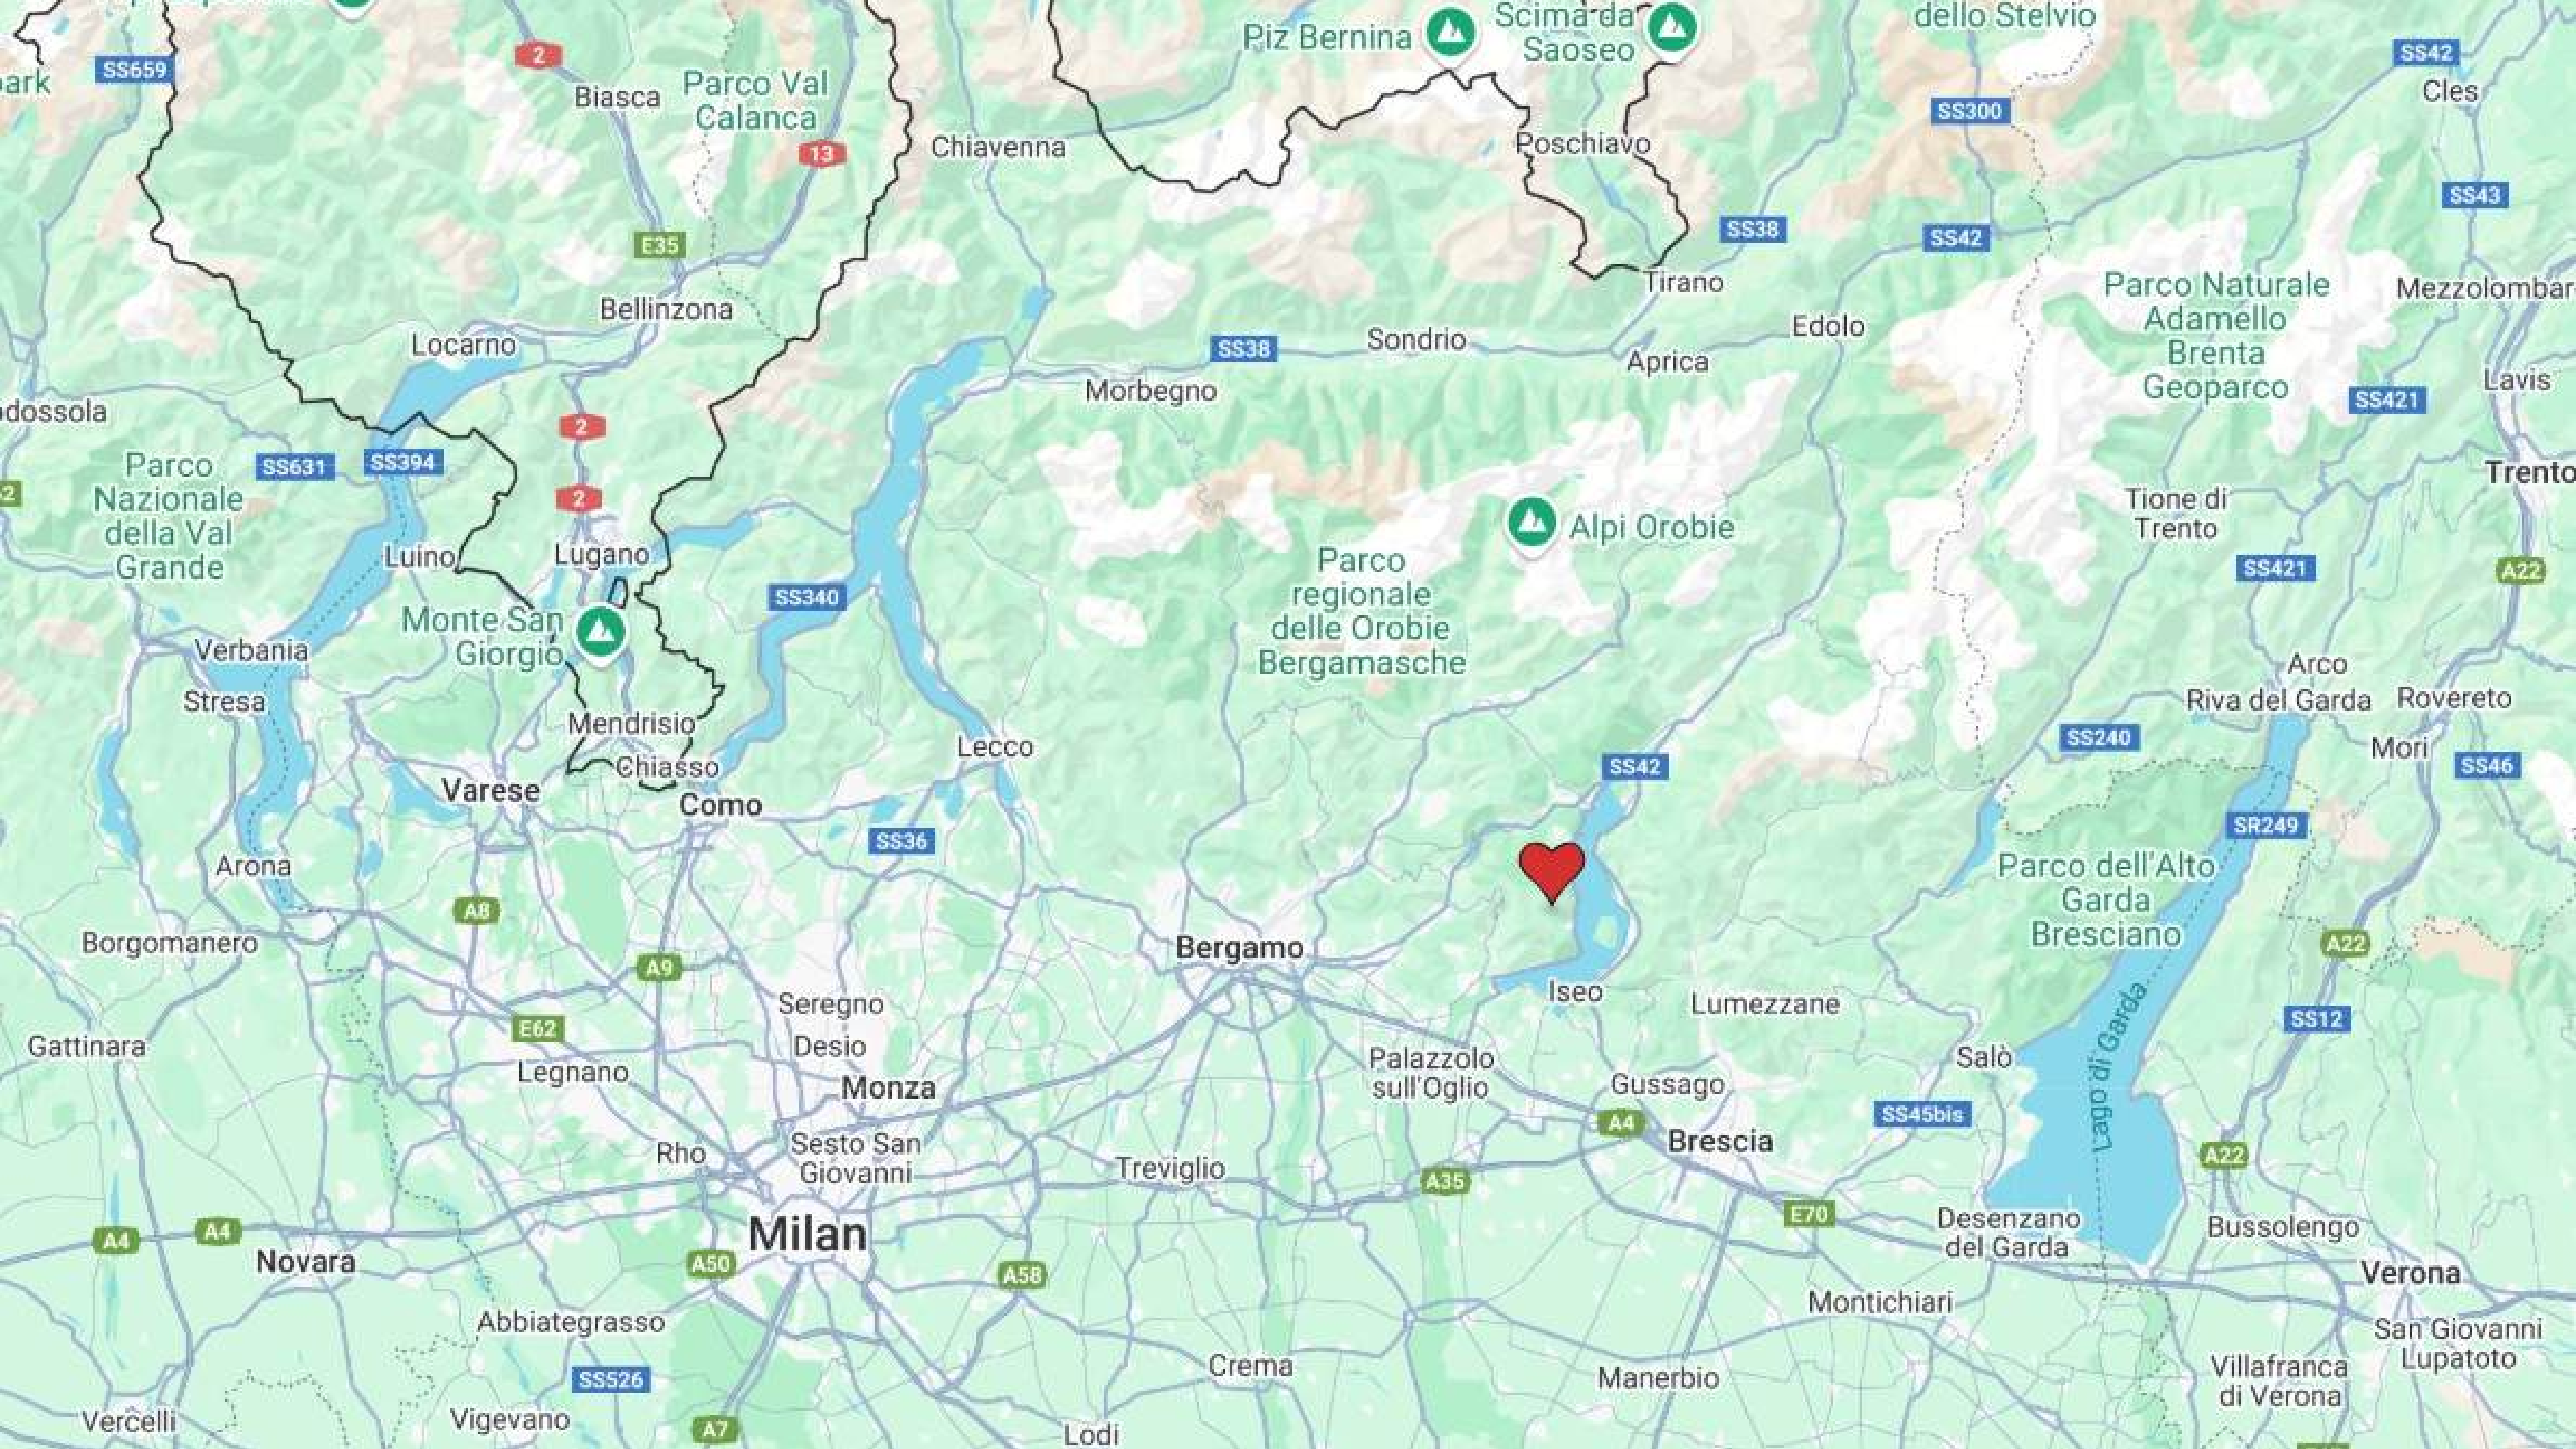 dello Stelvio
Scima da
Saoseo
Piz Bernina
SS42
SS659
2
ark
Biasca
Parco Val
Calanca
Cles
SS300
Chiavenna
13
Poschiavo
SS43
E35
SS38
SS42
Tirano
Parco Naturale
Adamello
Brenta
Geoparco
Mezzolombar
Bellinzona
Locarno
SS38
Sondrio
Edolo
Aprica
Morbegno
Lavis
SS421
odossola
2
SS631
SS394
Parco
Nazionale
della Val
Grande
2
2
Trento
Tione di
Trento
Alpi Orobie
Luino
Lugano
Parco
regionale
delle Orobie
Bergamasche
SS421
A22
SS340
Monte San
Giorgio
Verbania
Stresa
Arco
Riva del Garda
Rovereto
Mendrisio
SS240
Mori
Lecco
Chiasso
SS42
SS46
Varese
Como
SS36
SR249
Arona
Parco dell'Alto
Garda
Bresciano
A8
Borgomanero
Bergamo
A22
A9
Iseo
Seregno
Lumezzane
SS12
E62
Gattinara
Desio
Lago di Garda
Palazzolo
sull'Oglio
Salò
Legnano
Monza
Gussago
SS45bis
A4
Rho
Sesto San
Giovanni
Brescia
Treviglio
A22
A35
E70
Desenzano
del Garda
Bussolengo
A4
A4
Milan
Novara
A50
A58
Verona
Montichiari
Abbiategrasso
San Giovanni
Lupatoto
Crema
SS526
Manerbio
Villafranca
di Verona
Vercelli
Vigevano
A7
Lodi